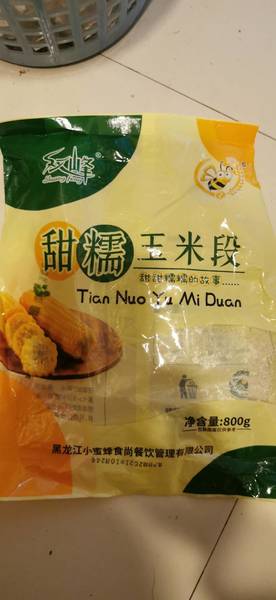 双峰®
甜糯玉米段
甜甜糯糯的故事......
Tian Nuo Yu Mi Duan
净含量:800g
黑龙江小蜜蜂食尚餐饮管理有限公司